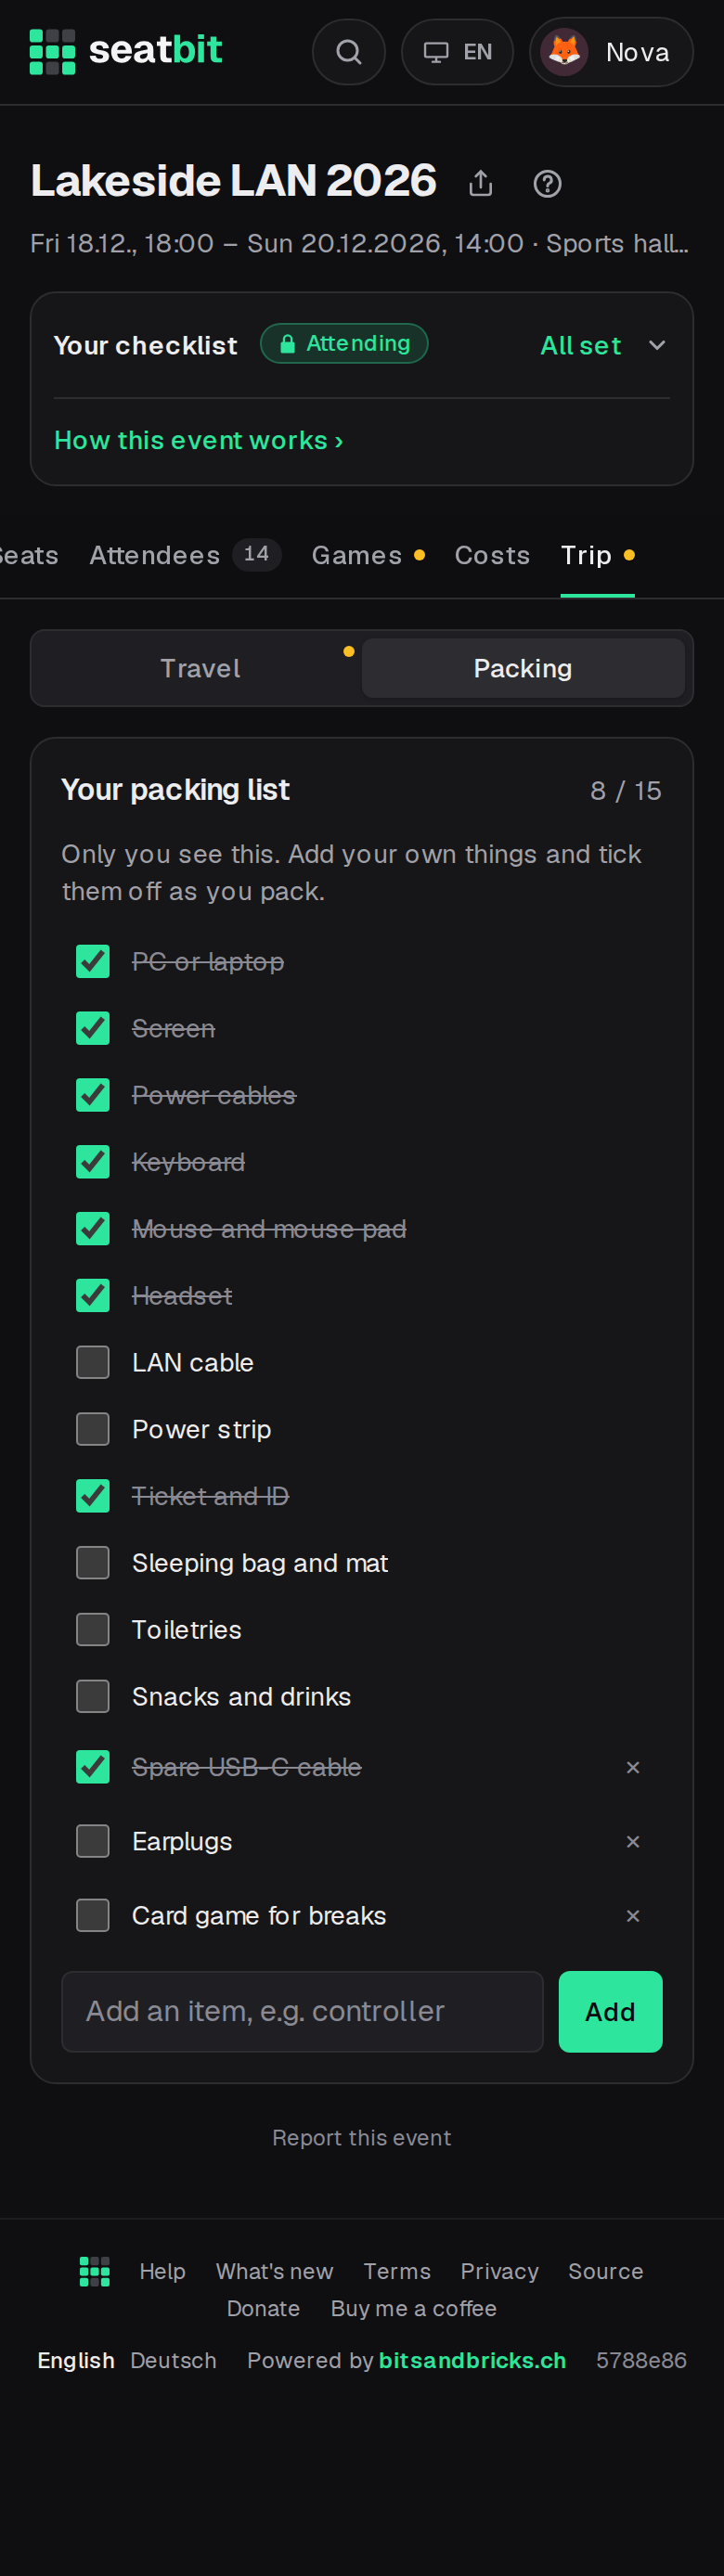 seatbit
EN
Nova
Lakeside LAN 2026
Fri 18.12., 18:00 – Sun 20.12.2026, 14:00 · Sports hall…
Your checklist
Attending
All set
How this event works ›
Seats
Attendees 14
Games
Costs
Trip
Travel
Packing
Your packing list
8 / 15
Only you see this. Add your own things and tick
them off as you pack.
PC or laptop
Screen
Power cables
Keyboard
Mouse and mouse pad
Headset
LAN cable
Power strip
Ticket and ID
Sleeping bag and mat
Toiletries
Snacks and drinks
Spare USB-C cable ×
Earplugs ×
Card game for breaks ×
Add an item, e.g. controller
Add
Report this event
Help What's new Terms Privacy Source
Donate Buy me a coffee
English Deutsch Powered by bitsandbricks.ch 5788e86